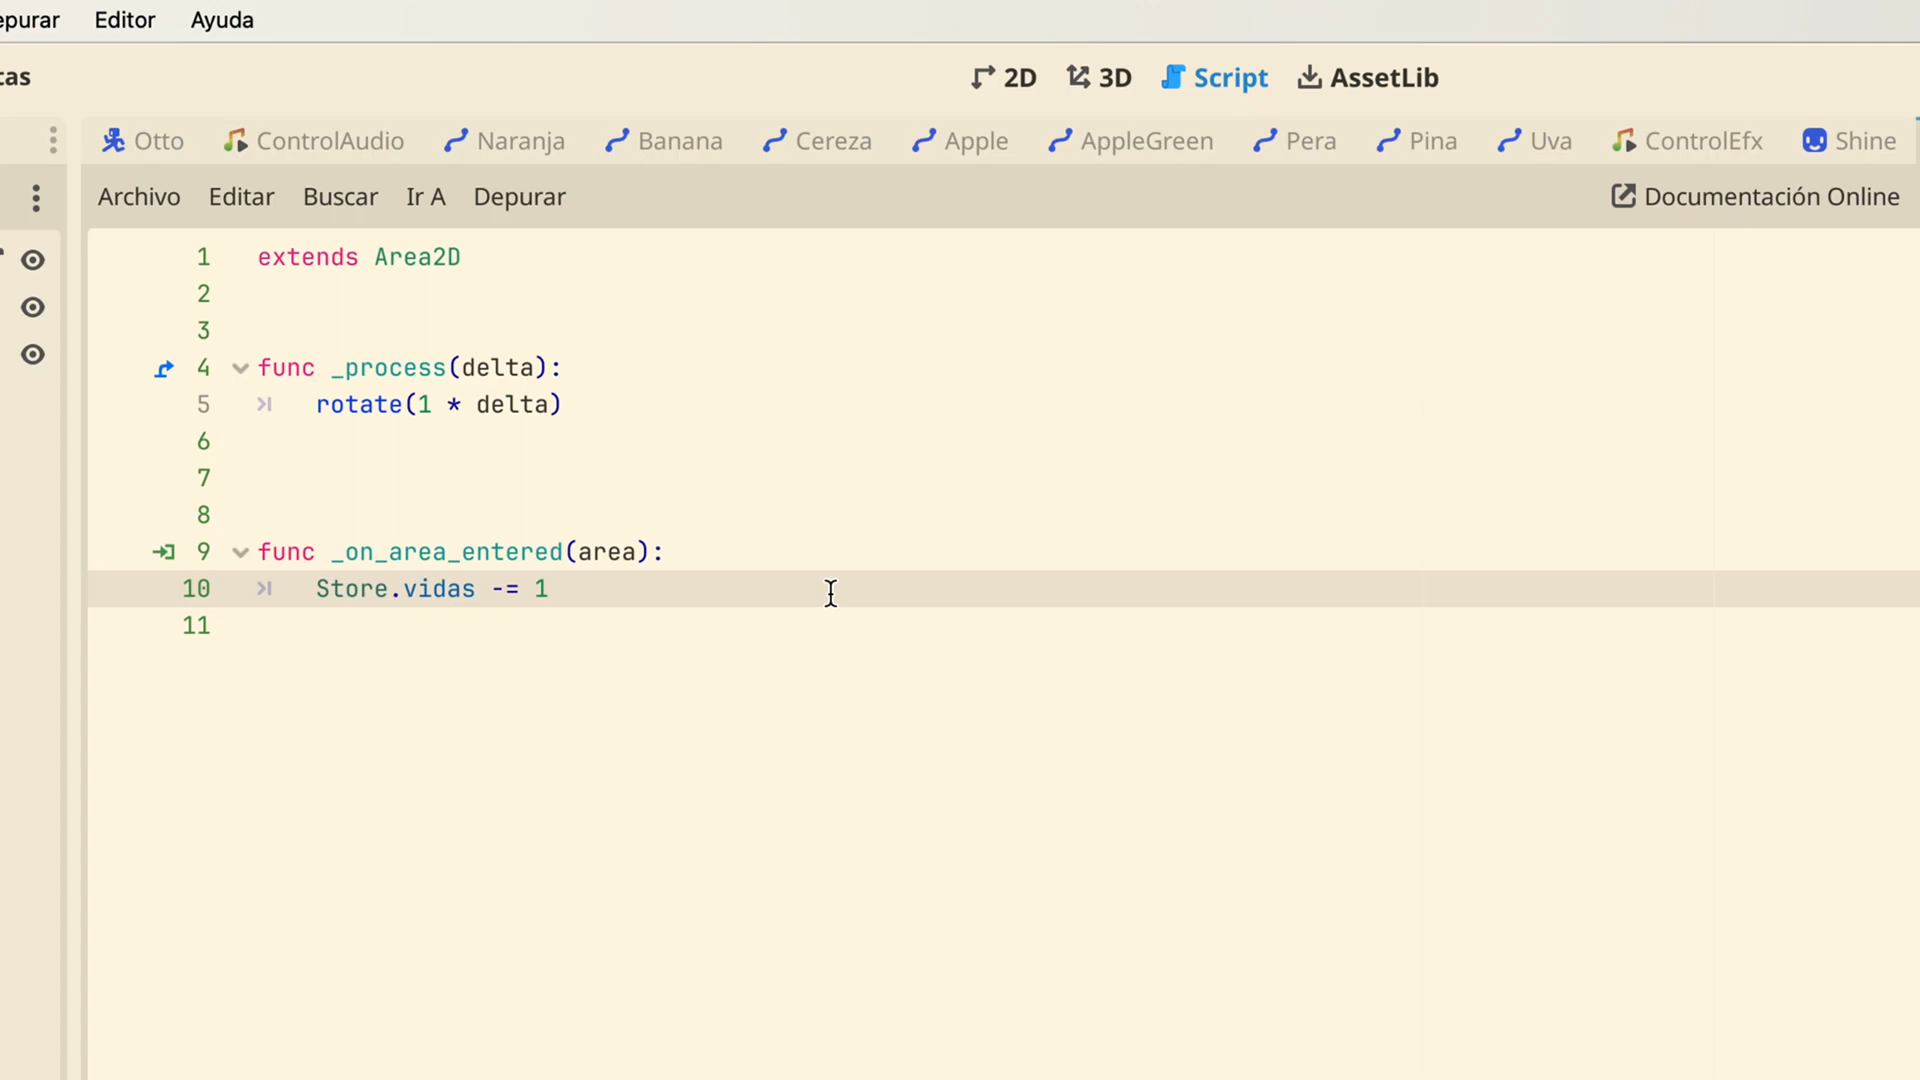 epurar Editor Ayuda
tas 2D 3D Script AssetLib
Otto ControlAudio Naranja Banana Cereza Apple AppleGreen Pera Pina Uva ControlEfx Shine
Archivo Editar Buscar Ir A Depurar Documentación Online
1 extends Area2D
2
3
4 func _process(delta):
5 rotate(1 * delta)
6
7
8
9 func _on_area_entered(area):
10 Store.vidas -= 1
11